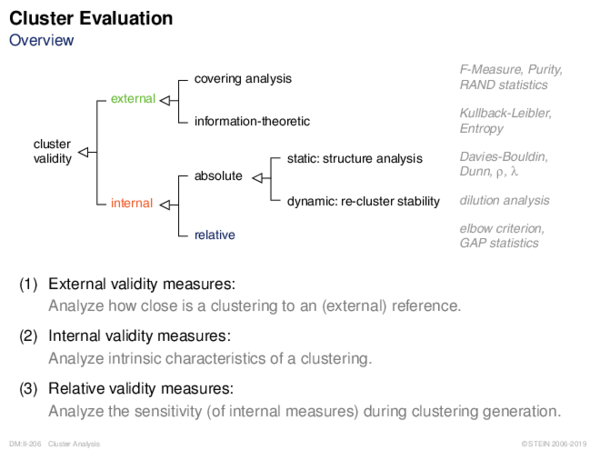 Cluster Evaluation
Overview
covering analysis
F-Measure, Purity,
RAND statistics
external
information-theoretic
Kullback-Leibler,
Entropy
cluster
validity
static: structure analysis
Davies-Bouldin,
Dunn, ρ, λ
absolute
internal
dynamic: re-cluster stability
dilution analysis
relative
elbow criterion,
GAP statistics
(1) External validity measures:
Analyze how close is a clustering to an (external) reference.
(2) Internal validity measures:
Analyze intrinsic characteristics of a clustering.
(3) Relative validity measures:
Analyze the sensitivity (of internal measures) during clustering generation.
DM:II-206 Cluster Analysis
©STEIN 2006-2019